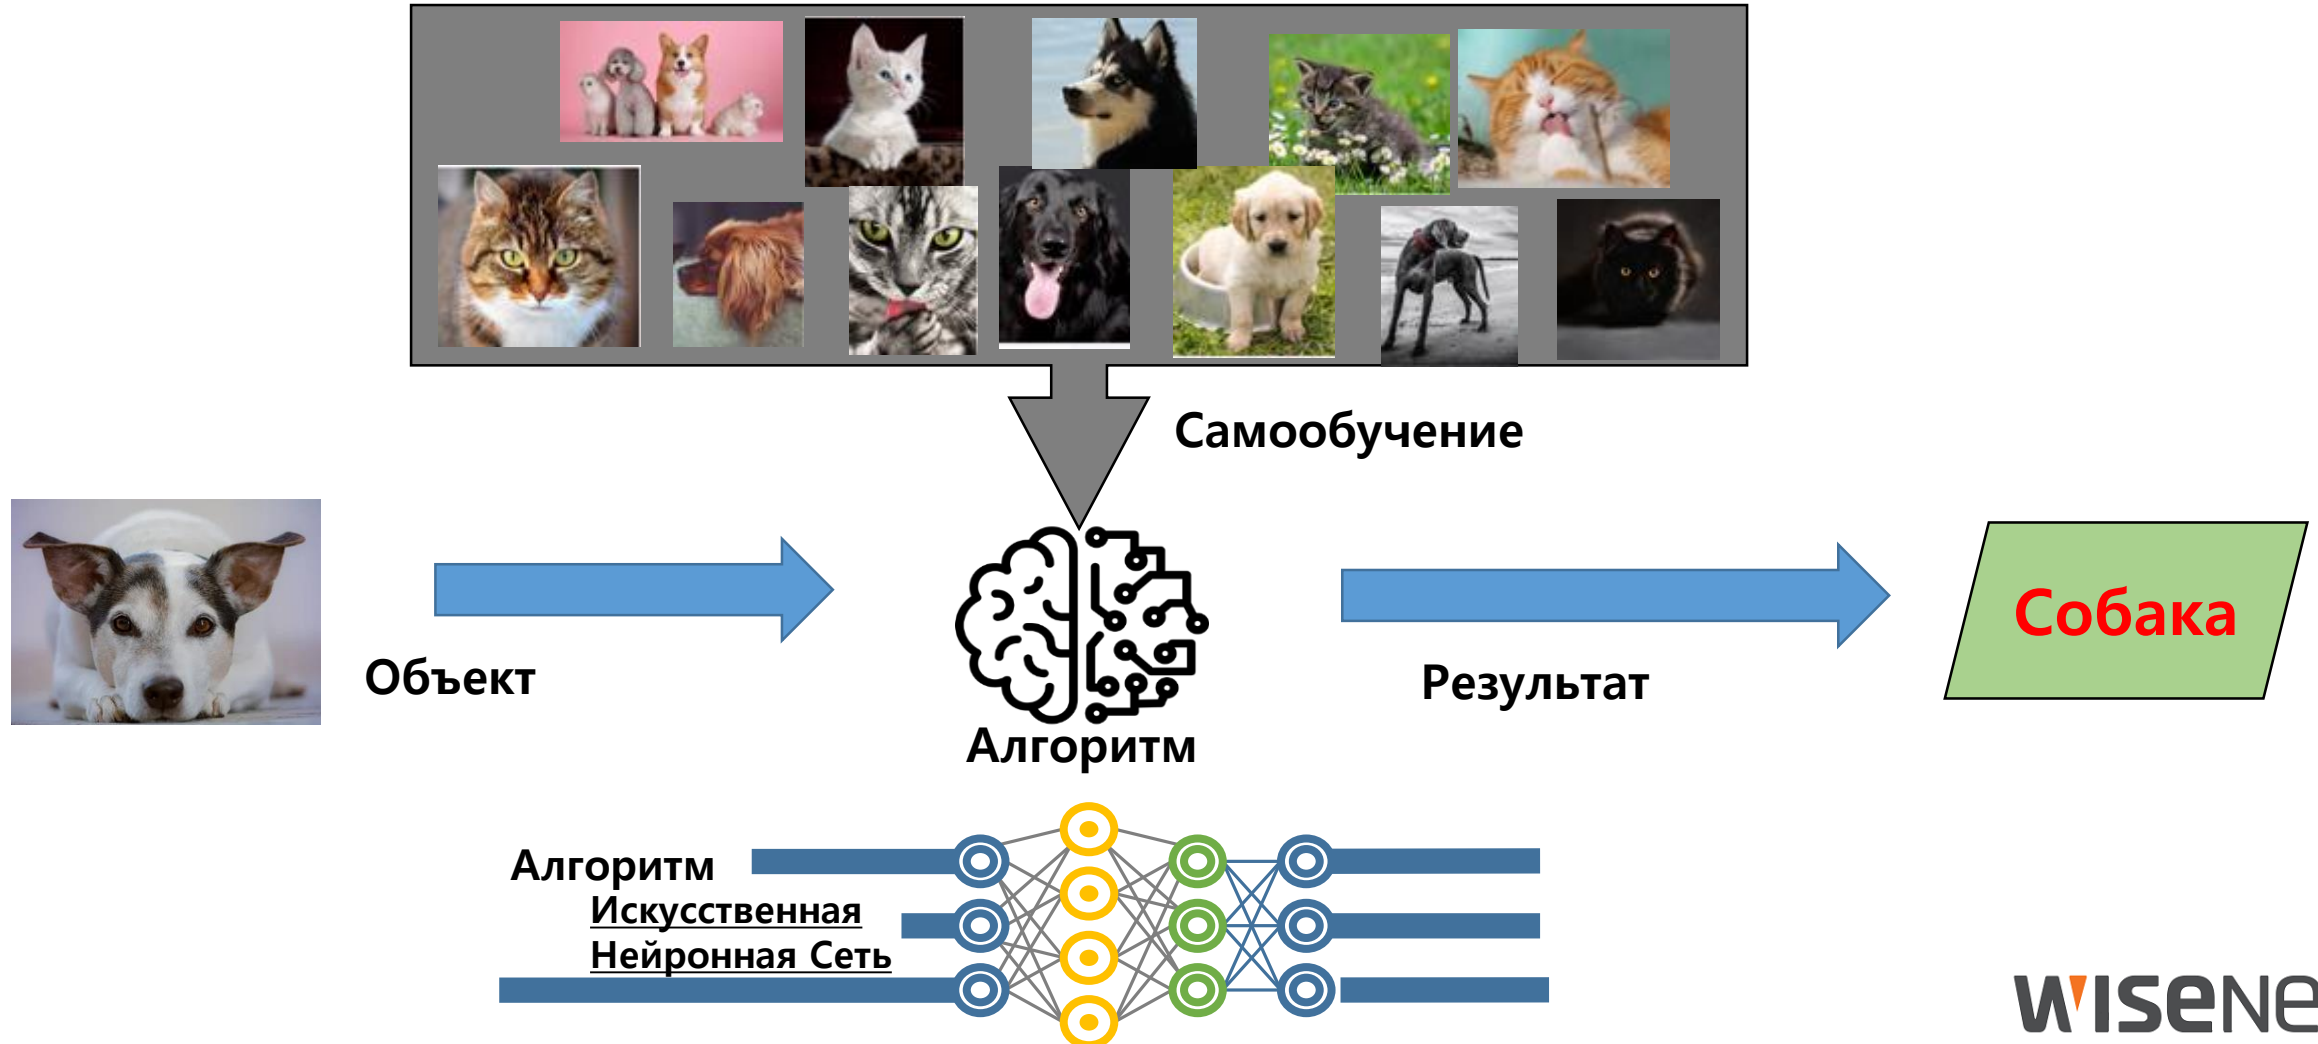 Самообучение
Объект
Результат
Собака
Алгоритм
Алгоритм
Искусственная
Нейронная Сеть
WISENE